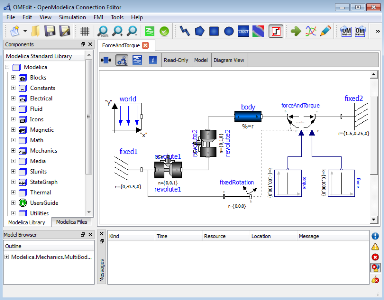 OMEdit - OpenModelica Connection Editor
File Edit View Simulation FMI Tools Help
Components
Modelica Standard Library
Modelica
Blocks
Constants
Electrical
Fluid
Icons
Magnetic
Math
Mechanics
Media
SIunits
StateGraph
Thermal
UsersGuide
Utilities
Modelica Library
Modelica Files
Model Browser
Outline
Modelica.Mechanics.MultiBod...
ForceAndTorque
Read-Only
Model
Diagram View
world
"y"
"x"
body
forceAndTorque
fixed2
fixed1
revolute1
revolute1
revolute2
revolute2
fixedRotation
Messages
Kind
Time
Resource
Location
Message